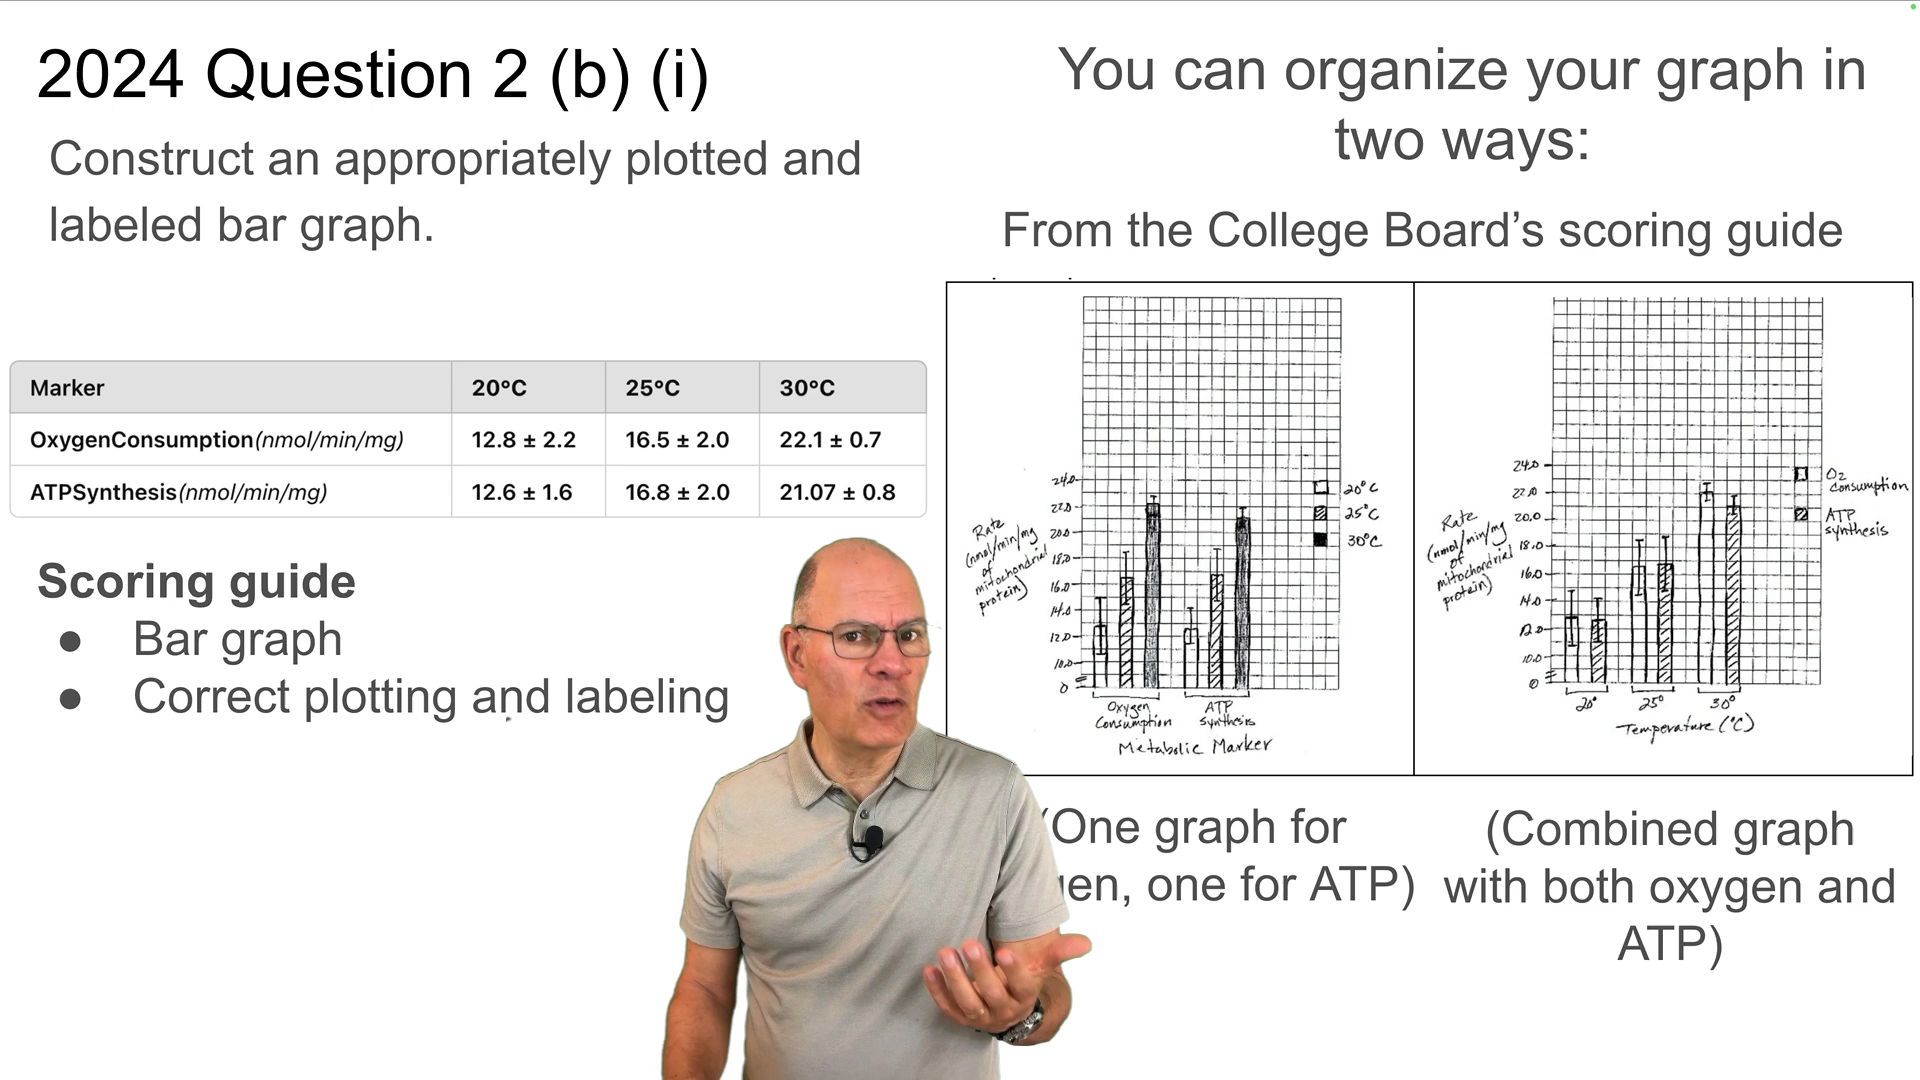 2024 Question 2 (b) (i)
Construct an appropriately plotted and
labeled bar graph.
Marker 20°C 25°C 30°C
OxygenConsumption(nmol/min/mg) 12.8 ± 2.2 16.5 ± 2.0 22.1 ± 0.7
ATPSynthesis(nmol/min/mg) 12.6 ± 1.6 16.8 ± 2.0 21.07 ± 0.8
Scoring guide
● Bar graph
● Correct plotting and labeling
You can organize your graph in
two ways:
From the College Board’s scoring guide
Rate
(nmol/min/mg
of
mitochondrial
protein)
24.0
22.0
20.0
18.0
16.0
14.0
12.0
10.0
0
20°C
25°C
30°C
Oxygen
Consumption
ATP
synthesis
Metabolic Marker
Rate
(nmol/min/mg
of
mitochondrial
protein)
24.0
22.0
20.0
18.0
16.0
14.0
12.0
10.0
0
O2
Consumption
ATP
synthesis
20°
25°
30°
Temperature (°C)
(One graph for
gen, one for ATP)
(Combined graph
with both oxygen and
ATP)